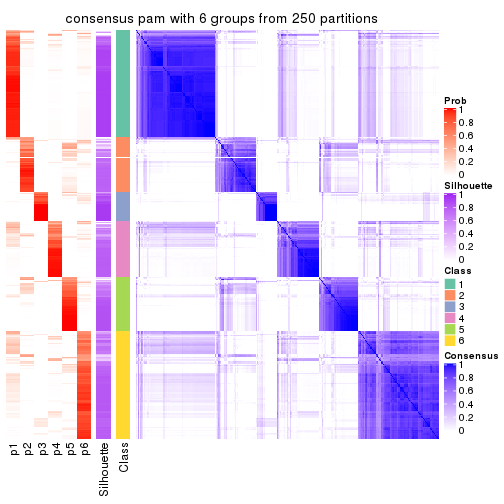 consensus pam with 6 groups from 250 partitions
Prob
1
0.8
0.6
0.4
0.2
0
Silhouette
1
0.8
0.6
0.4
0.2
0
Class
1
2
3
4
5
6
Consensus
1
0.8
0.6
0.4
0.2
0
p1
p2
p3
p4
p5
p6
Silhouette
Class